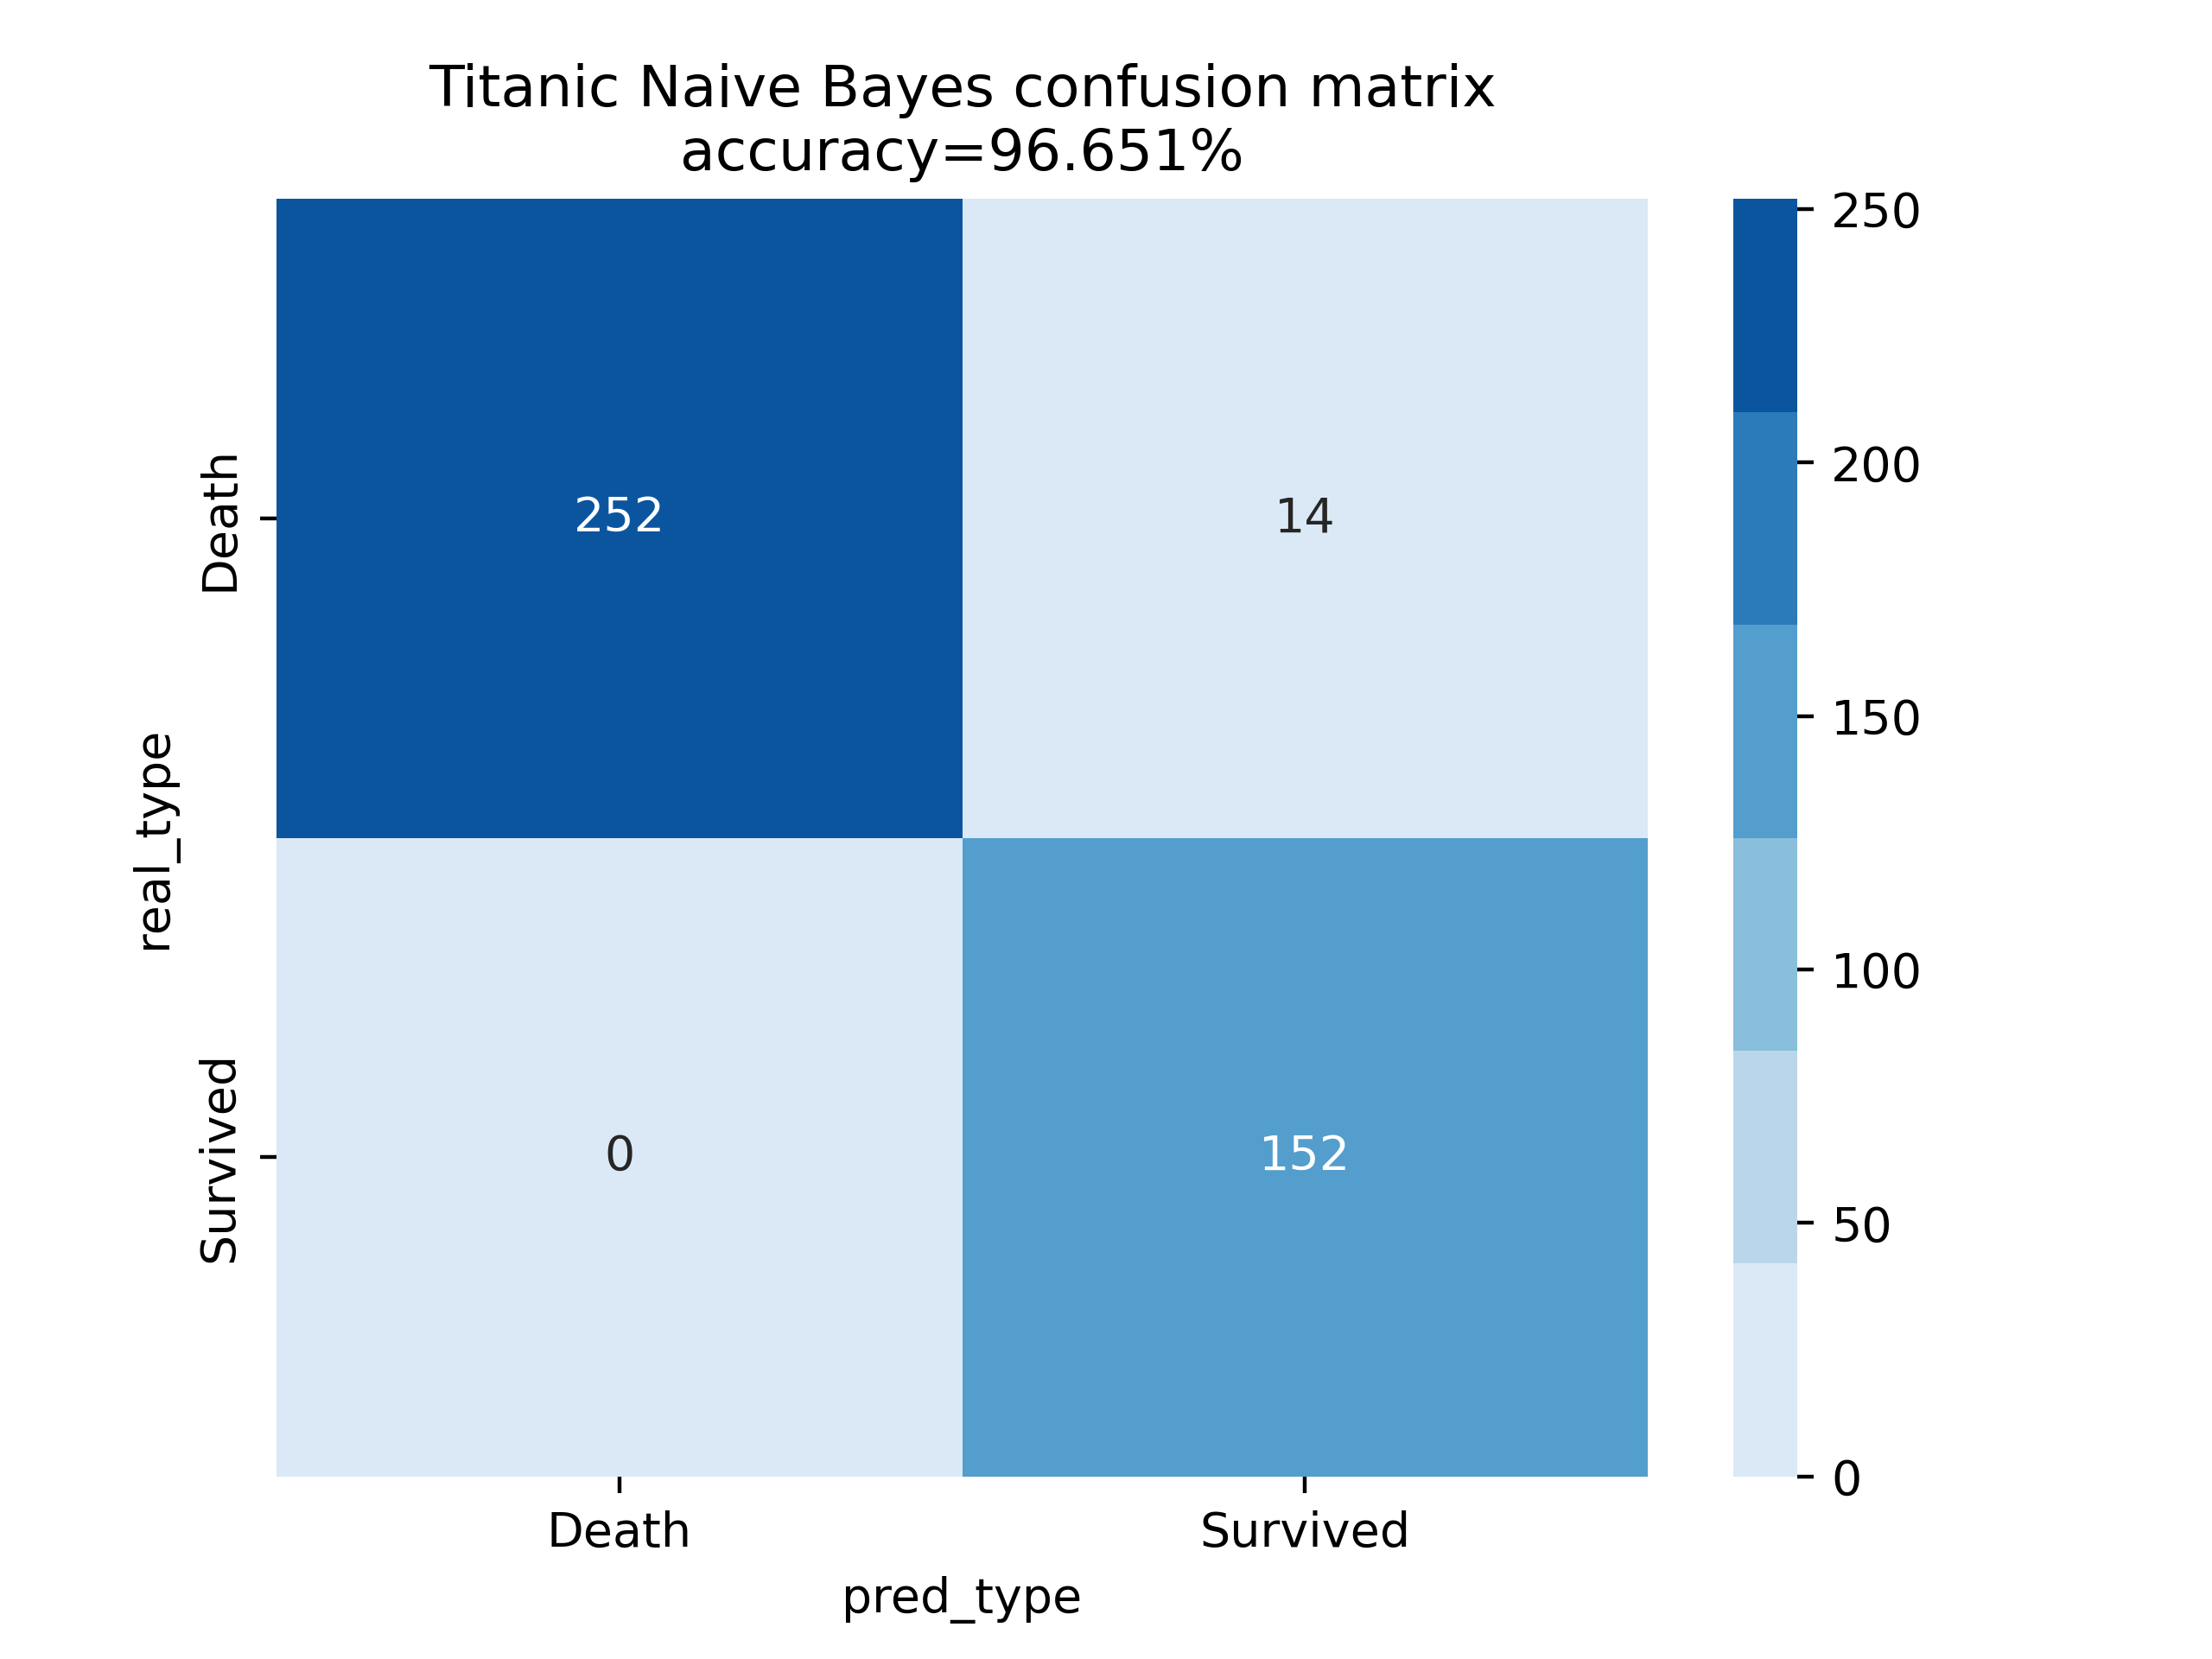 Titanic Naive Bayes confusion matrix
accuracy=96.651%
250
200
150
100
50
0
real_type
Death
Survived
252
14
0
152
Death
Survived
pred_type